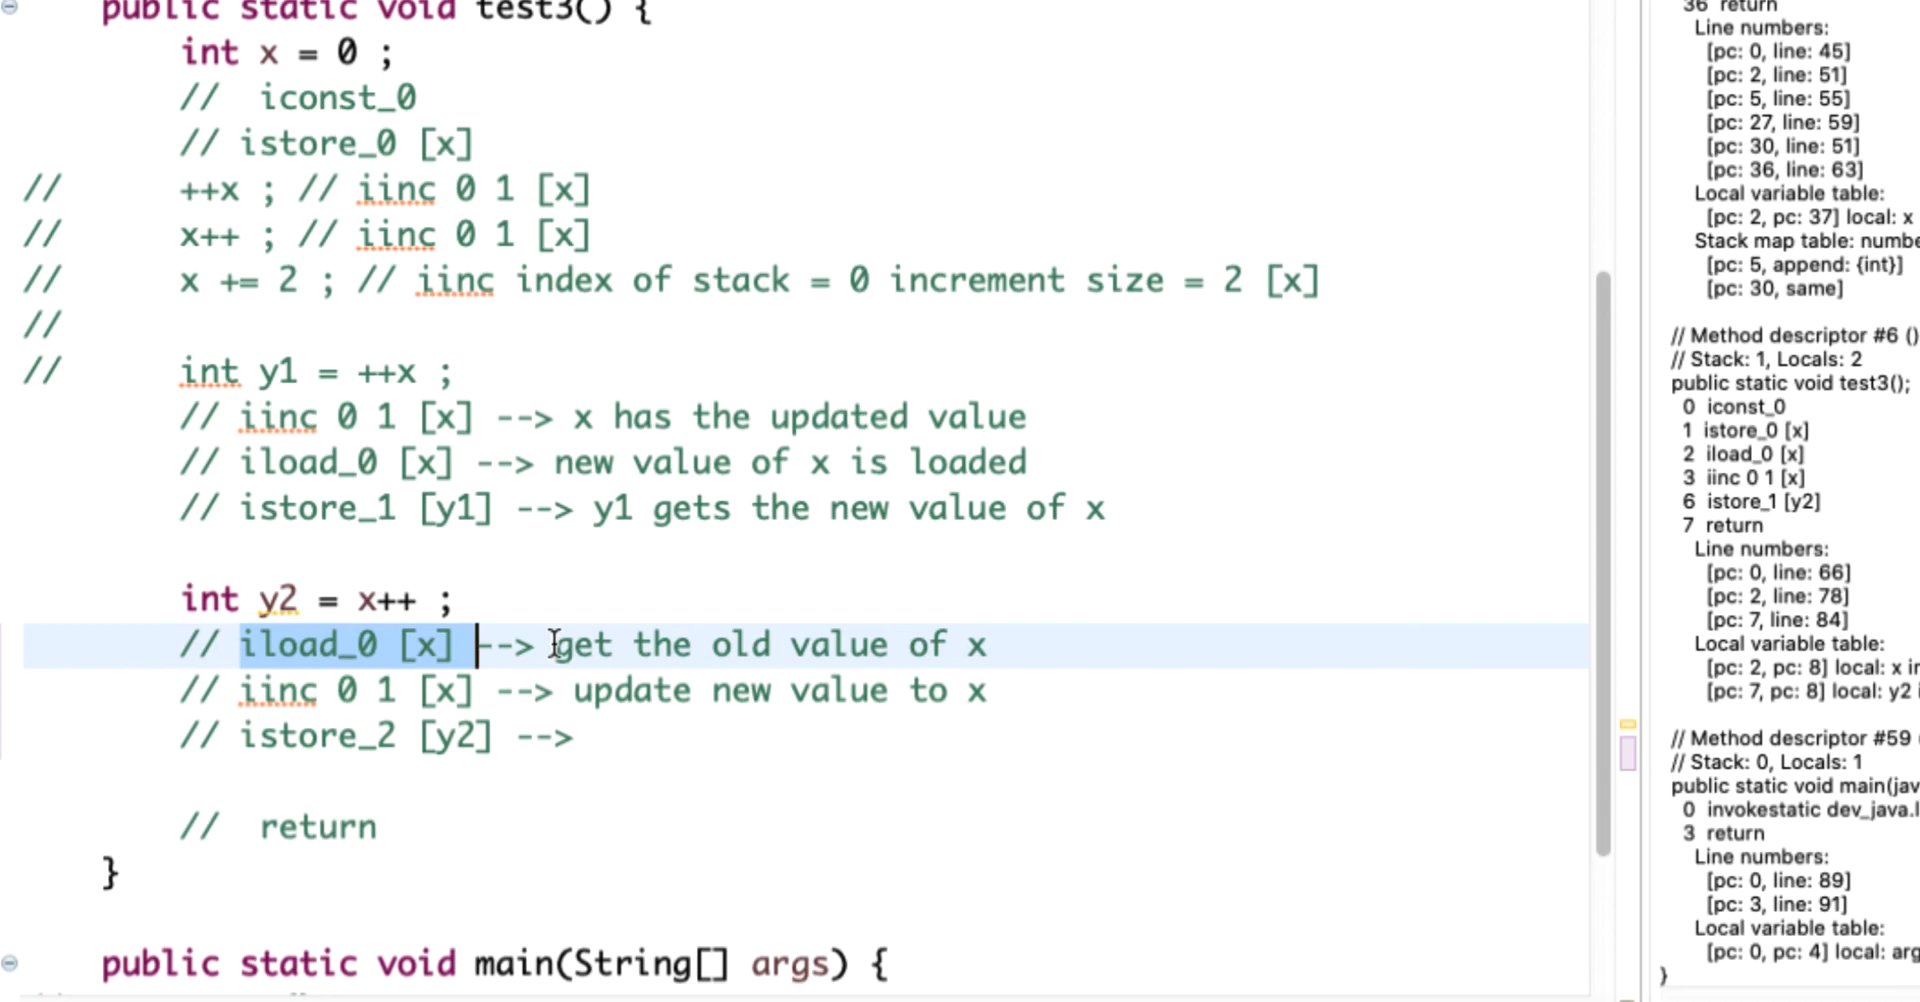 public static void test3() {
int x = 0 ;
//  iconst_0
// istore_0 [x]
//      ++x ; // iinc 0 1 [x]
//      x++ ; // iinc 0 1 [x]
//      x += 2 ; // iinc index of stack = 0 increment size = 2 [x]
//
//      int y1 = ++x ;
// iinc 0 1 [x] --> x has the updated value
// iload_0 [x] --> new value of x is loaded
// istore_1 [y1] --> y1 gets the new value of x
int y2 = x++ ;
// iload_0 [x] --> get the old value of x
// iinc 0 1 [x] --> update new value to x
// istore_2 [y2] -->
//  return
}
public static void main(String[] args) {
36 return
Line numbers:
[pc: 0, line: 45]
[pc: 2, line: 51]
[pc: 5, line: 55]
[pc: 27, line: 59]
[pc: 30, line: 51]
[pc: 36, line: 63]
Local variable table:
[pc: 2, pc: 37] local: x
Stack map table: numbe
[pc: 5, append: {int}]
[pc: 30, same]
// Method descriptor #6 ()
// Stack: 1, Locals: 2
public static void test3();
0 iconst_0
1 istore_0 [x]
2 iload_0 [x]
3 iinc 0 1 [x]
6 istore_1 [y2]
7 return
Line numbers:
[pc: 0, line: 66]
[pc: 2, line: 78]
[pc: 7, line: 84]
Local variable table:
[pc: 2, pc: 8] local: x in
[pc: 7, pc: 8] local: y2 i
// Method descriptor #59
// Stack: 0, Locals: 1
public static void main(jav
0 invokestatic dev_java.l
3 return
Line numbers:
[pc: 0, line: 89]
[pc: 3, line: 91]
Local variable table:
[pc: 0, pc: 4] local: arg
}